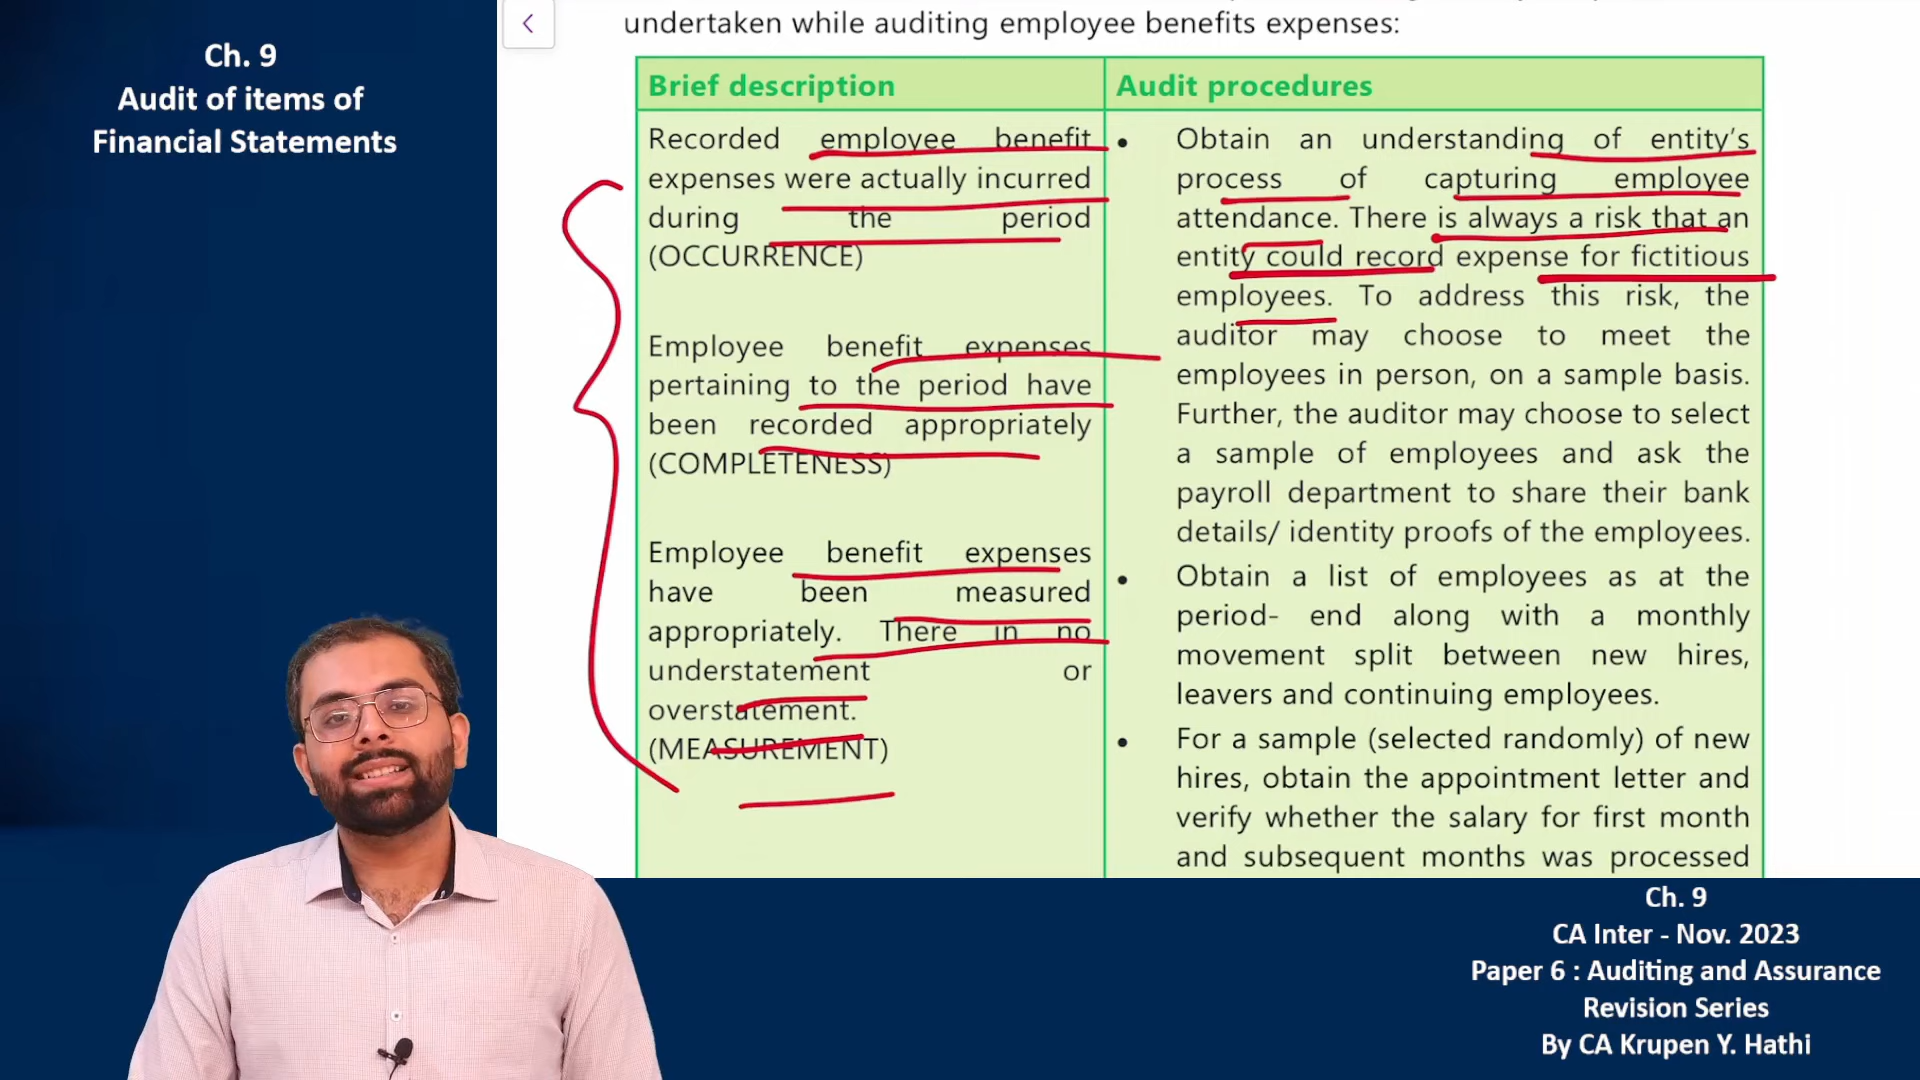 Ch. 9
Audit of items of
Financial Statements
undertaken while auditing employee benefits expenses:
Brief description
Recorded employee benefit
expenses were actually incurred
during the period
(OCCURRENCE)
Employee benefit expenses
pertaining to the period have
been recorded appropriately
(COMPLETENESS)
Employee benefit expenses
have been measured
appropriately. There in no
understatement or
overstatement.
(MEASUREMENT)
Audit procedures
• Obtain an understanding of entity's
process of capturing employee
attendance. There is always a risk that an
entity could record expense for fictitious
employees. To address this risk, the
auditor may choose to meet the
employees in person, on a sample basis.
Further, the auditor may choose to select
a sample of employees and ask the
payroll department to share their bank
details/ identity proofs of the employees.
• Obtain a list of employees as at the
period- end along with a monthly
movement split between new hires,
leavers and continuing employees.
• For a sample (selected randomly) of new
hires, obtain the appointment letter and
verify whether the salary for first month
and subsequent months was processed
Ch. 9
CA Inter - Nov. 2023
Paper 6 : Auditing and Assurance
Revision Series
By CA Krupen Y. Hathi